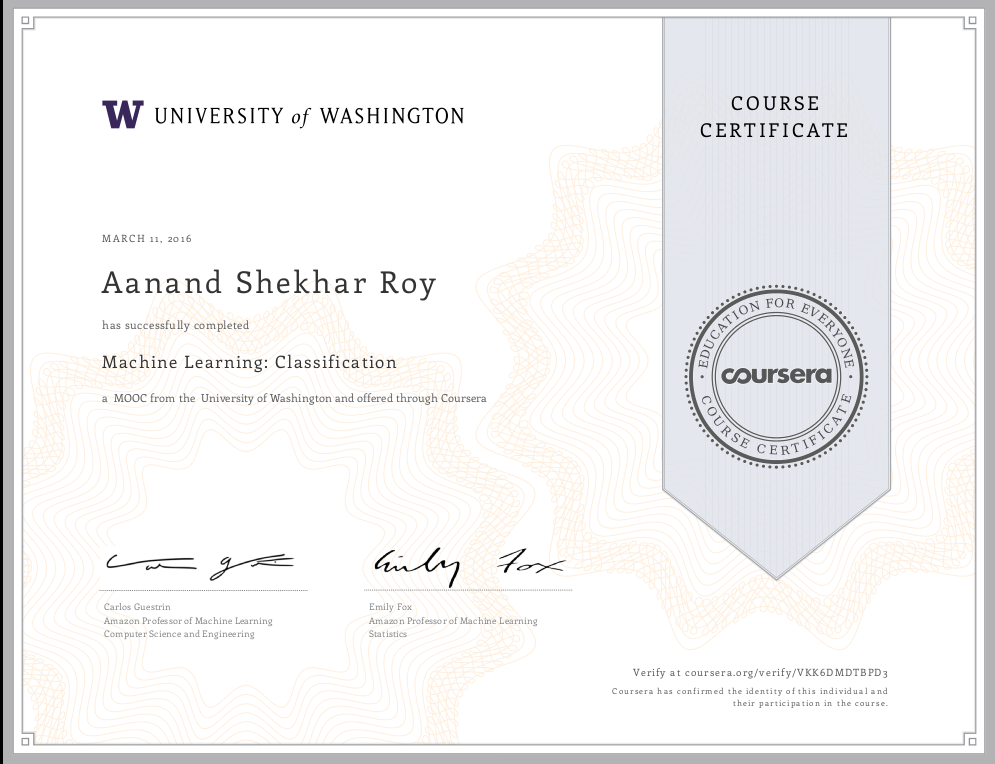 W UNIVERSITY of WASHINGTON
COURSE
CERTIFICATE
MARCH 11, 2016
Aanand Shekhar Roy
has successfully completed
Machine Learning: Classification
a MOOC from the University of Washington and offered through Coursera
EDUCATION FOR EVERYONE
coursera
COURSE CERTIFICATE
Carlos Guestrin
Amazon Professor of Machine Learning
Computer Science and Engineering
Emily Fox
Emily Fox
Amazon Professor of Machine Learning
Statistics
Verify at coursera.org/verify/VKK6DMDTBPD3
Coursera has confirmed the identity of this individual and
their participation in the course.